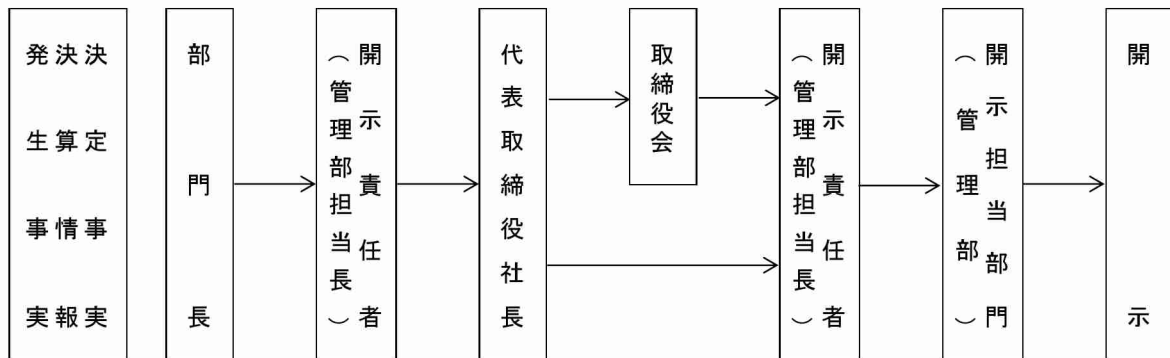 決定事実
決算情報
発生事実
部門長
開示責任者
（管理部担当長）
代表取締役社長
取締役会
開示責任者
（管理部担当長）
開示担当部門
（管理部）
開示